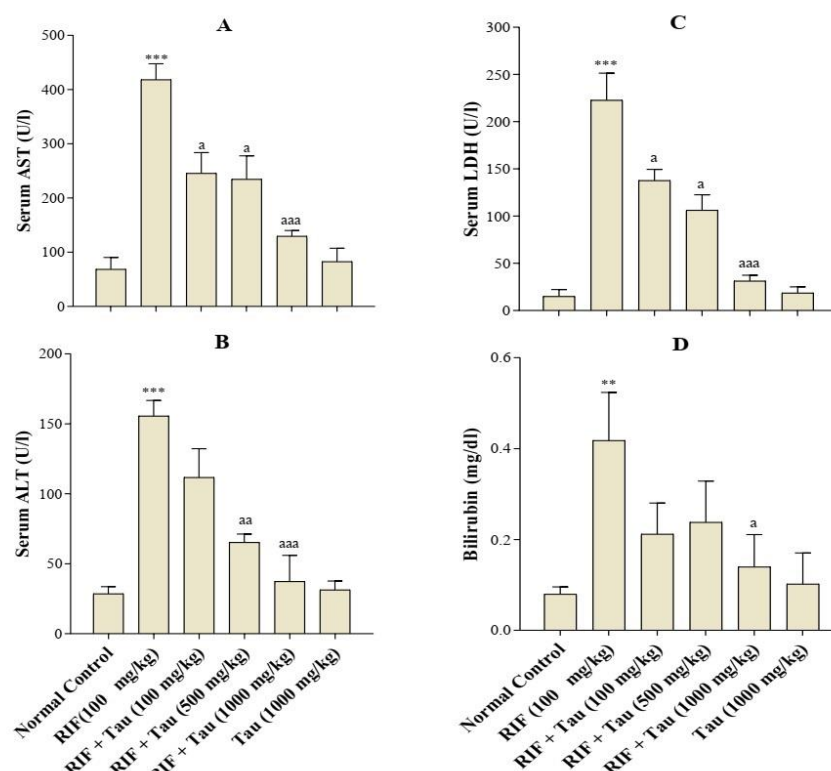 A
Serum AST (U/l)
500
400
300
200
100
0
***
a
a
aaa
B
Serum ALT (U/l)
200
150
100
50
0
***
aa
aaa
Normal Control
RIF(100 mg/kg)
RIF + Tau (100 mg/kg)
RIF + Tau (500 mg/kg)
RIF + Tau (1000 mg/kg)
Tau (1000 mg/kg)
C
Serum LDH (U/l)
300
250
200
150
100
50
0
***
a
a
aaa
D
Bilirubin (mg/dl)
0.6
0.4
0.2
0.0
**
a
Normal Control
RIF (100 mg/kg)
RIF + Tau (100 mg/kg)
RIF + Tau (500 mg/kg)
RIF + Tau (1000 mg/kg)
Tau (1000 mg/kg)